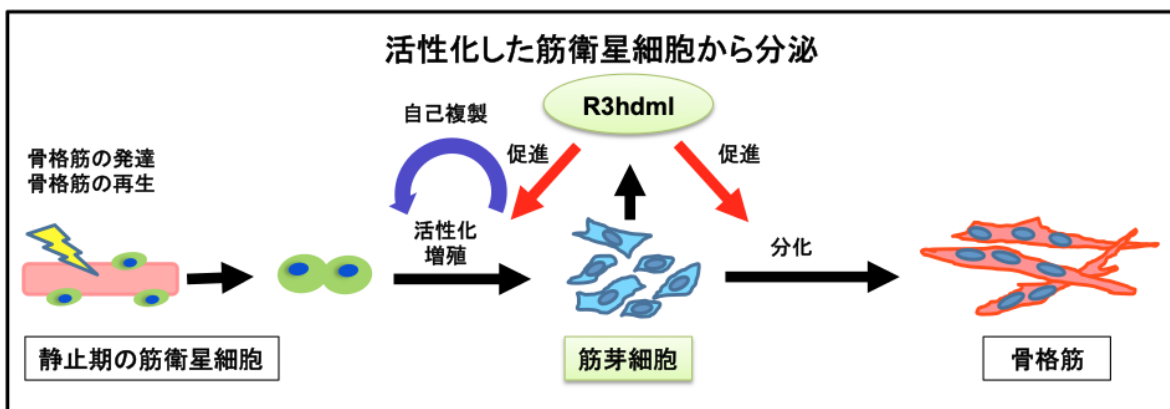 活性化した筋衛星細胞から分泌
R3hdml
自己複製
促進
促進
骨格筋の発達
骨格筋の再生
活性化
増殖
分化
静止期の筋衛星細胞
筋芽細胞
骨格筋